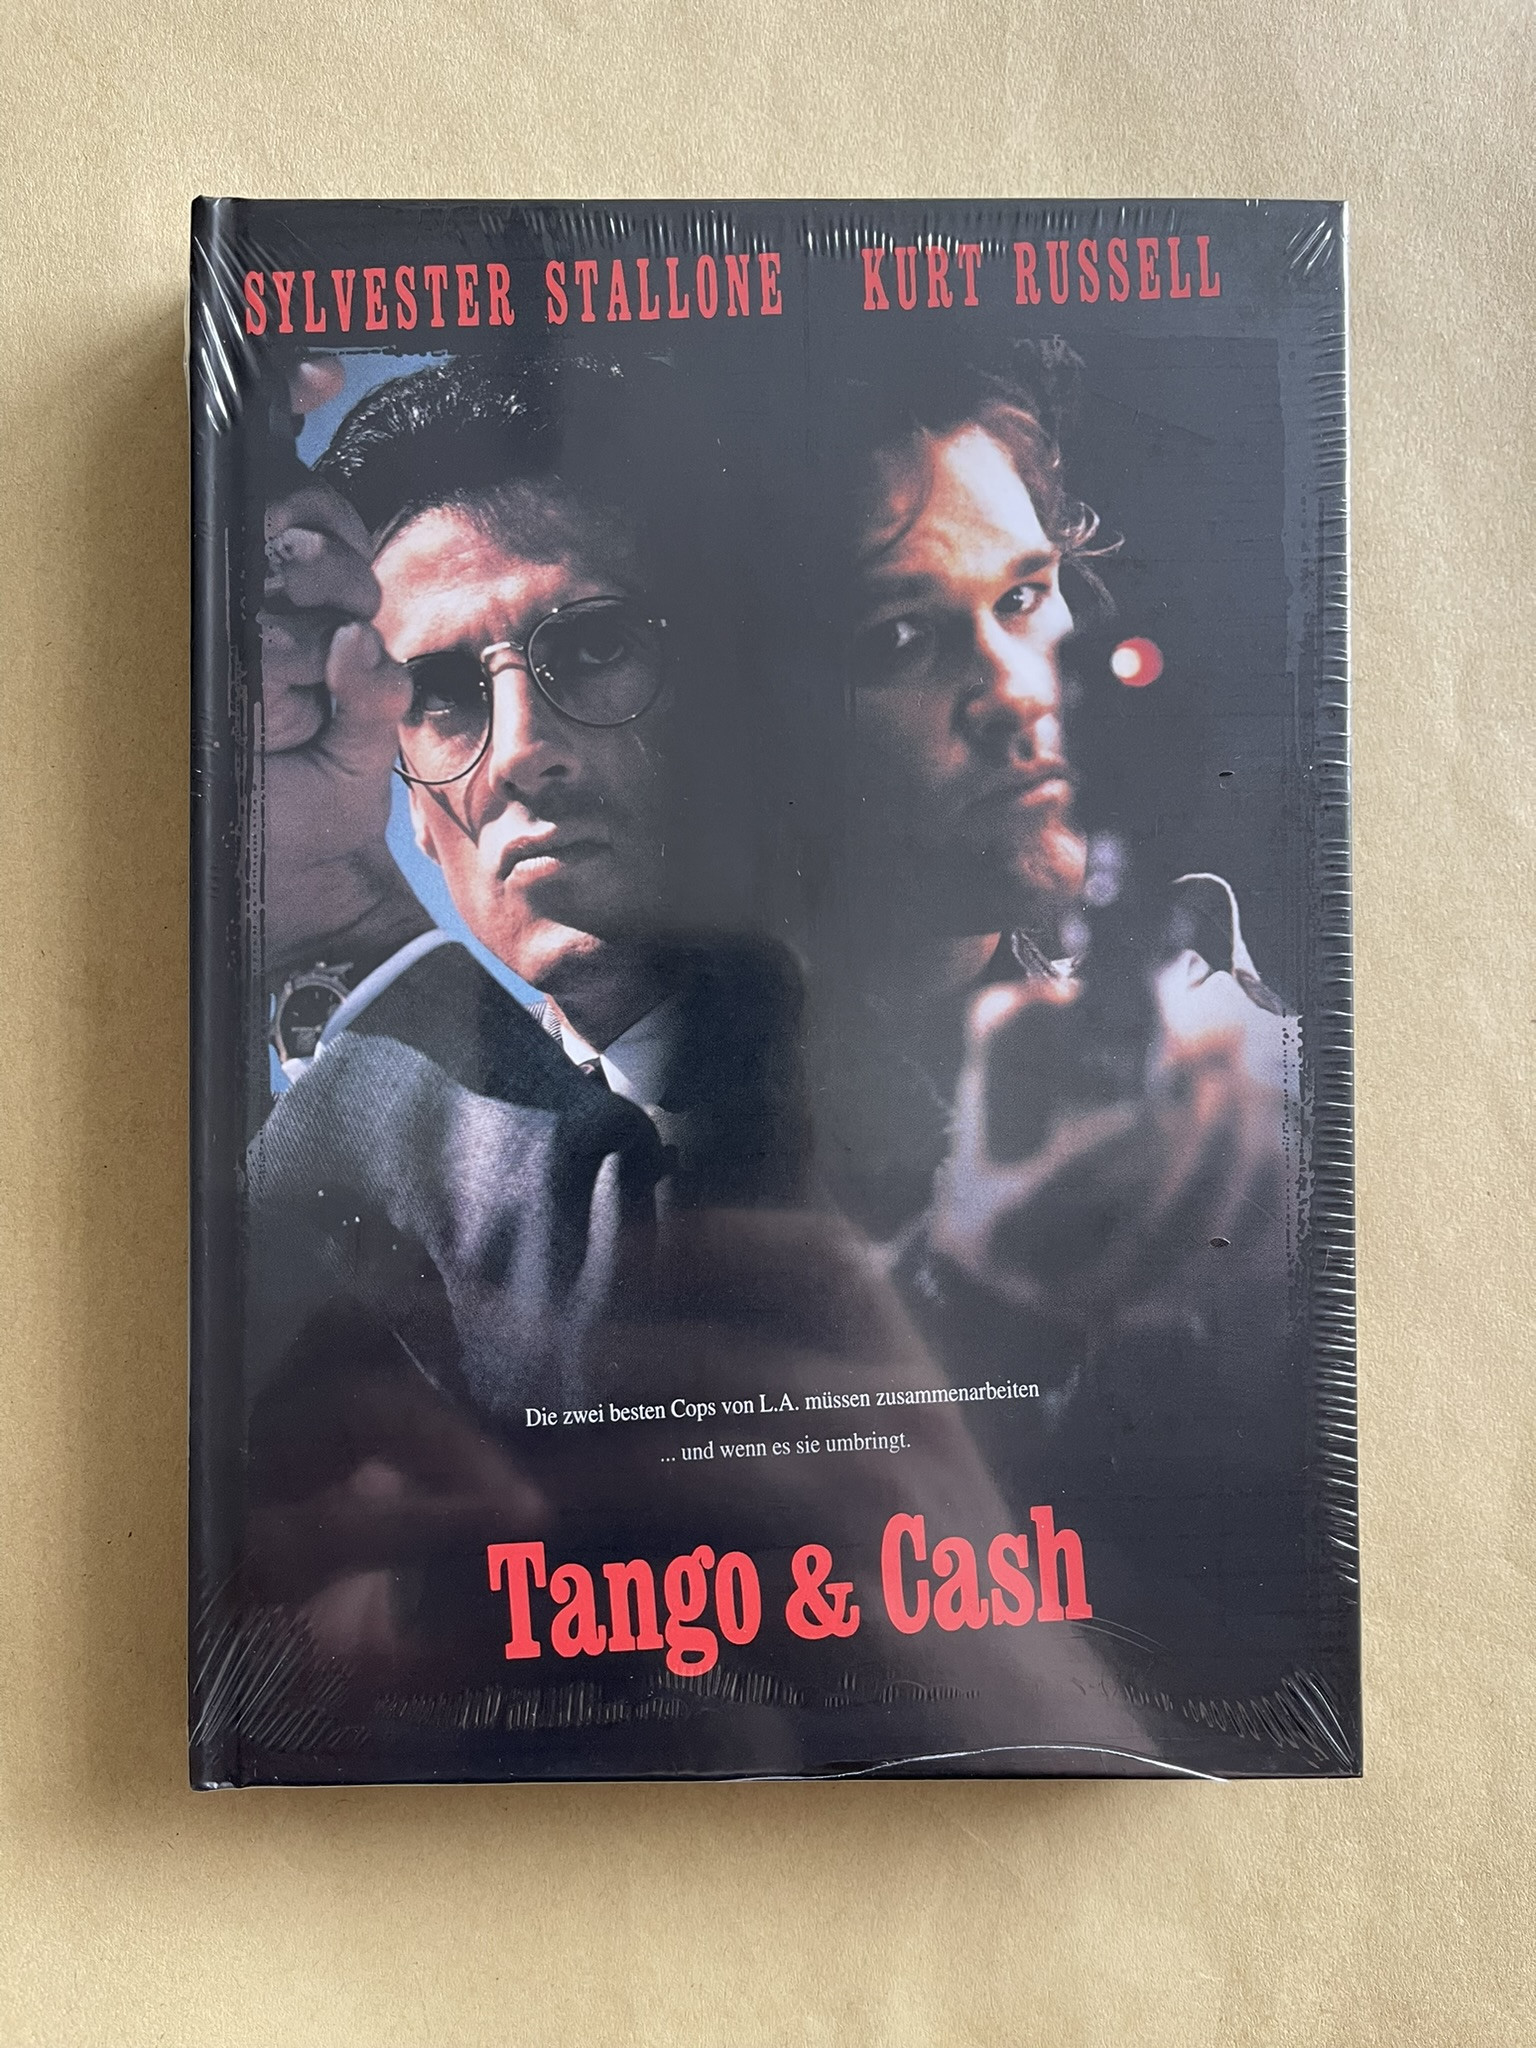 SYLVESTER STALLONE KURT RUSSELL
Die zwei besten Cops von L.A. müssen zusammenarbeiten
... und wenn es sie umbringt.
Tango & Cash